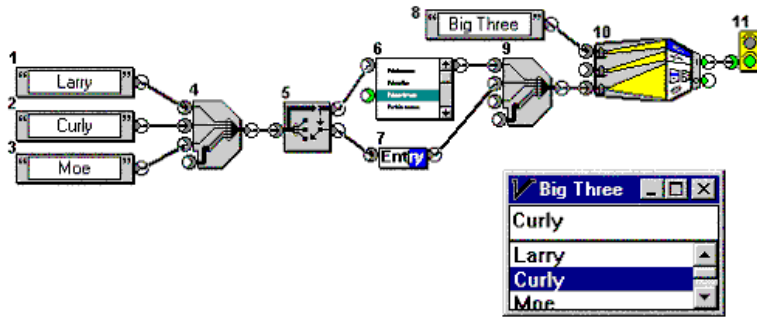 1
“ Larry ”
2
“ Curly ”
3
“ Moe ”
4
5
6
7
Entry
8
“ Big Three ”
9
10
11
Big Three
Curly
Larry
Curly
Moe